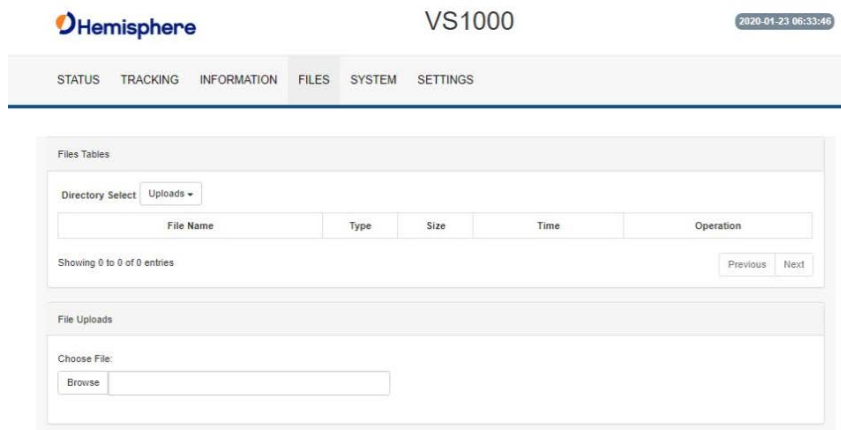 Hemisphere VS1000 2020-01-23 06:33:46
STATUS TRACKING INFORMATION FILES SYSTEM SETTINGS
Files Tables
Directory Select Uploads
File Name Type Size Time Operation
Showing 0 to 0 of 0 entries Previous Next
File Uploads
Choose File:
Browse